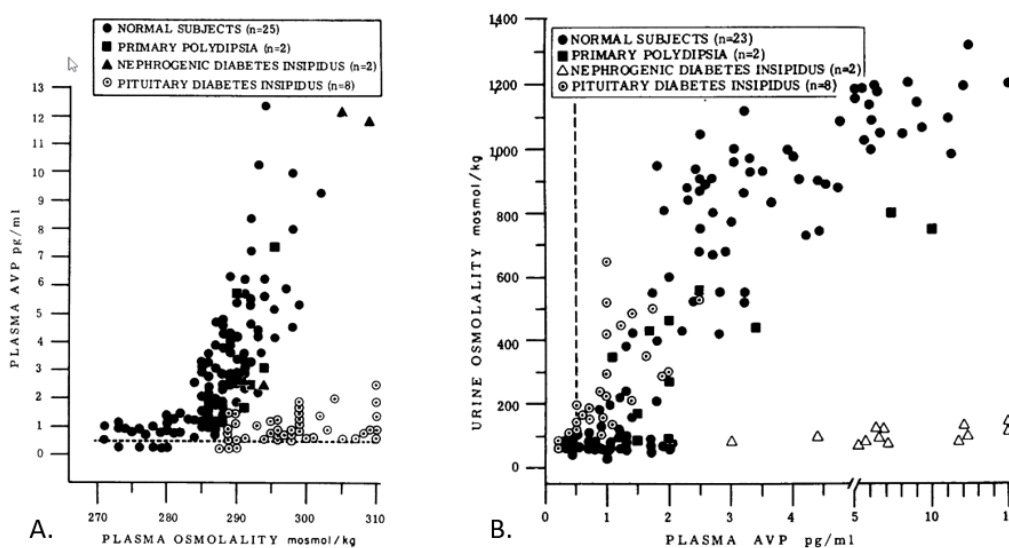 NORMAL SUBJECTS (n=25)
PRIMARY POLYDIPSIA (n=2)
NEPHROGENIC DIABETES INSIPIDUS (n=2)
PITUITARY DIABETES INSIPIDUS (n=8)
PLASMA AVP pg/ml
13
12
11
10
9
8
7
6
5
4
3
2
1
0
270 280 290 300 310
PLASMA OSMOLALITY mosmol/kg
A.
NORMAL SUBJECTS (n=23)
PRIMARY POLYDIPSIA (n=2)
NEPHROGENIC DIABETES INSIPIDUS (n=2)
PITUITARY DIABETES INSIPIDUS (n=8)
URINE OSMOLALITY mosmol/kg
1400
1200
1,000
800
600
400
200
0
0 1 2 3 4 5 10
PLASMA AVP pg/ml
B.